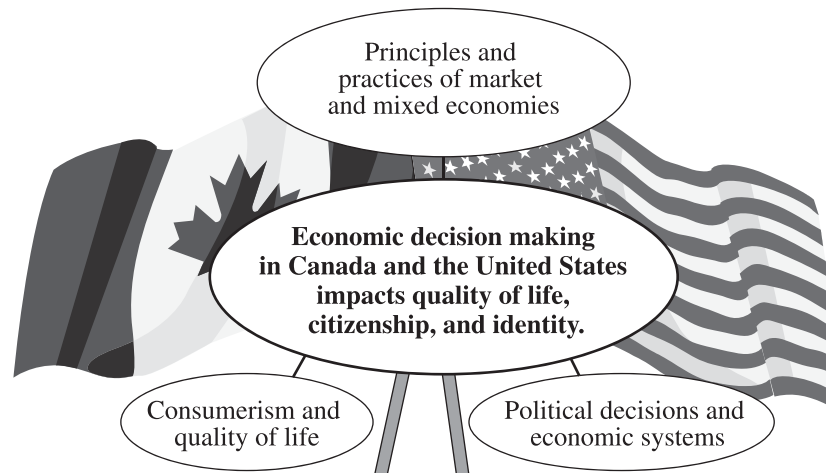 Principles and
practices of market
and mixed economies
Economic decision making
in Canada and the United States
impacts quality of life,
citizenship, and identity.
Consumerism and
quality of life
Political decisions and
economic systems